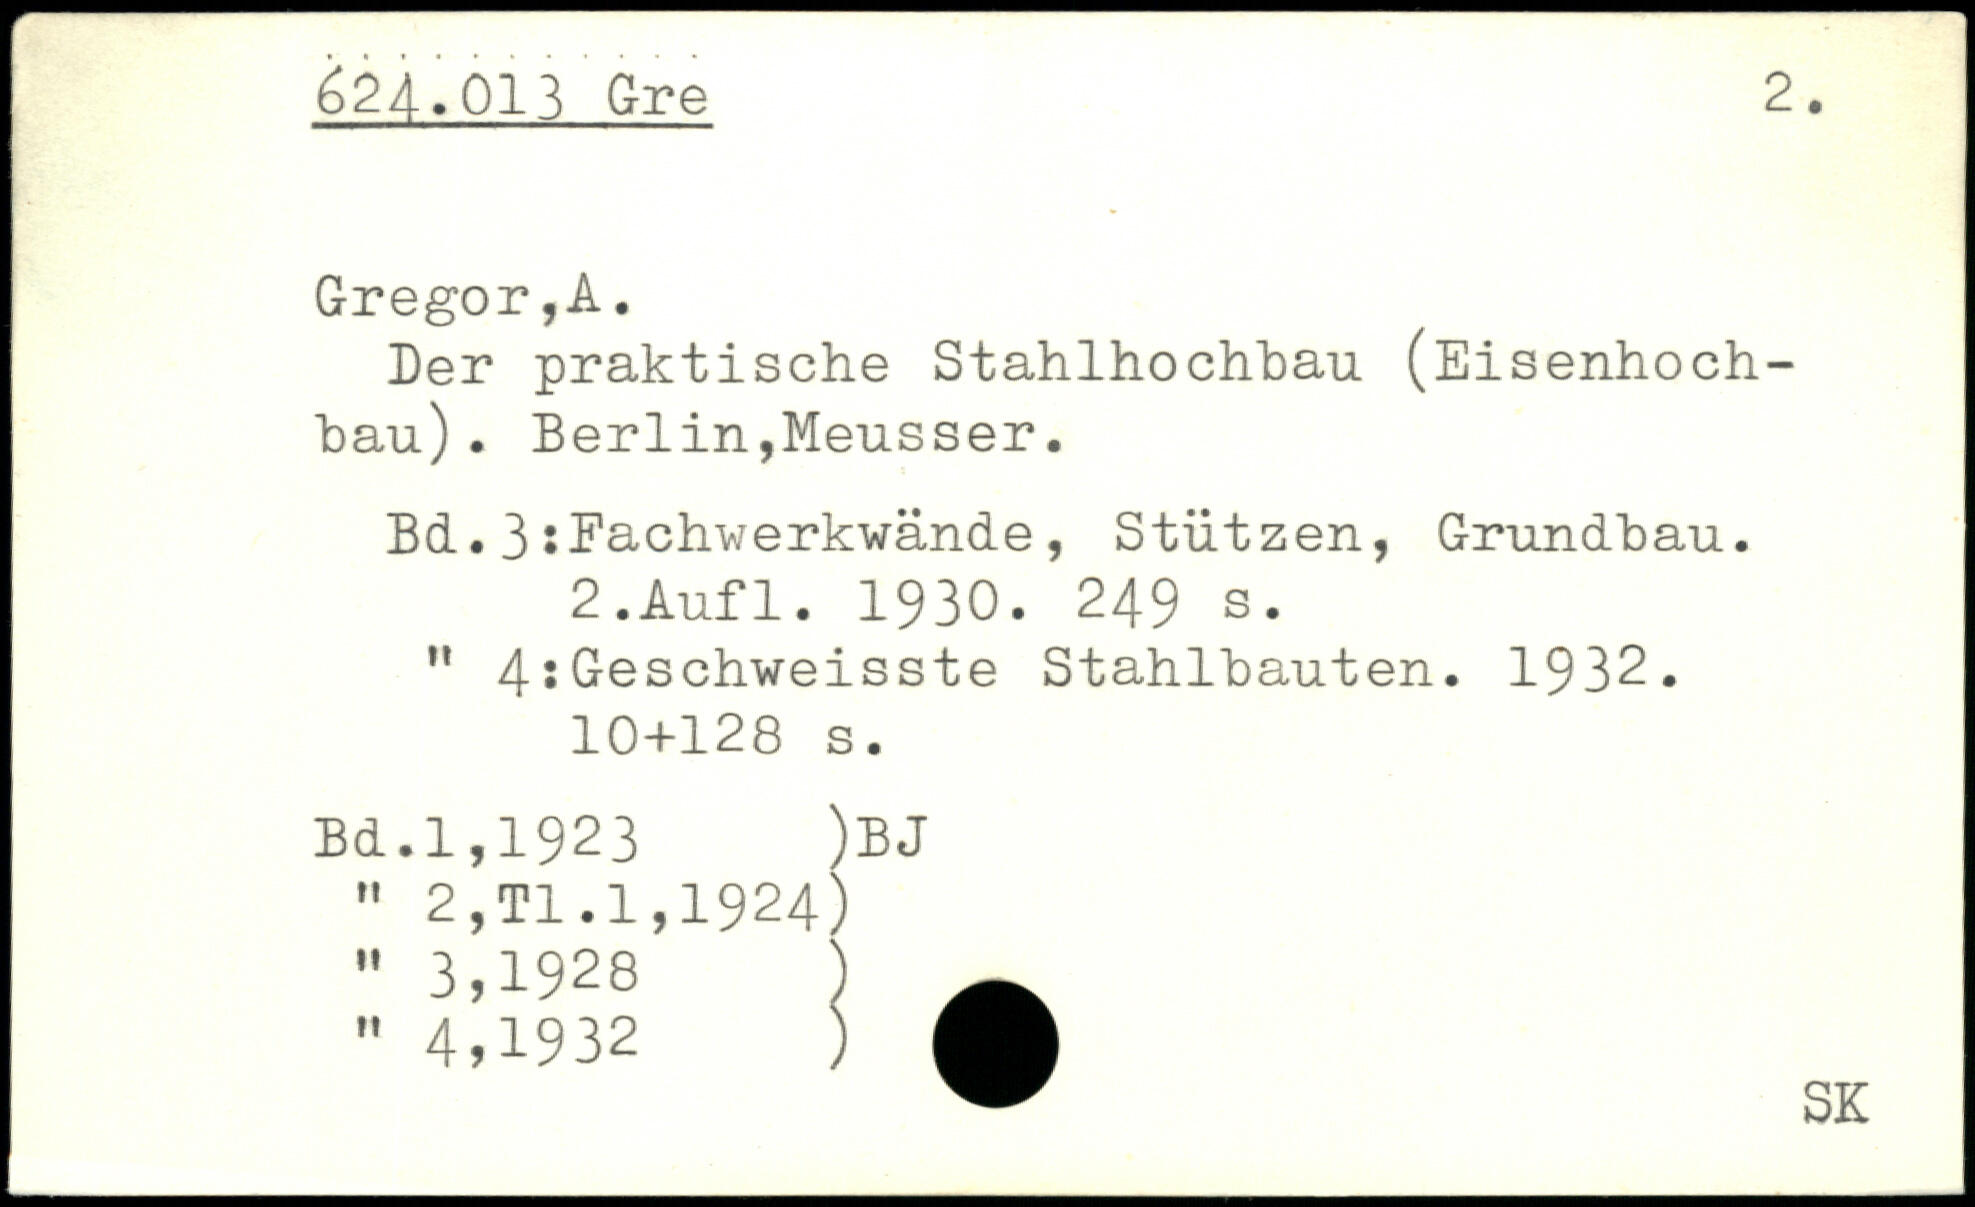 624.013 Gre 2.
Gregor,A.
Der praktische Stahlhochbau (Eisenhoch-
bau). Berlin,Meusser.
Bd.3:Fachwerkwände, Stützen, Grundbau.
2.Aufl. 1930. 249 s.
" 4:Geschweisste Stahlbauten. 1932.
10+128 s.
Bd.1,1923 )BJ
" 2,Tl.1,1924)
" 3,1928 )
" 4,1932 )
SK